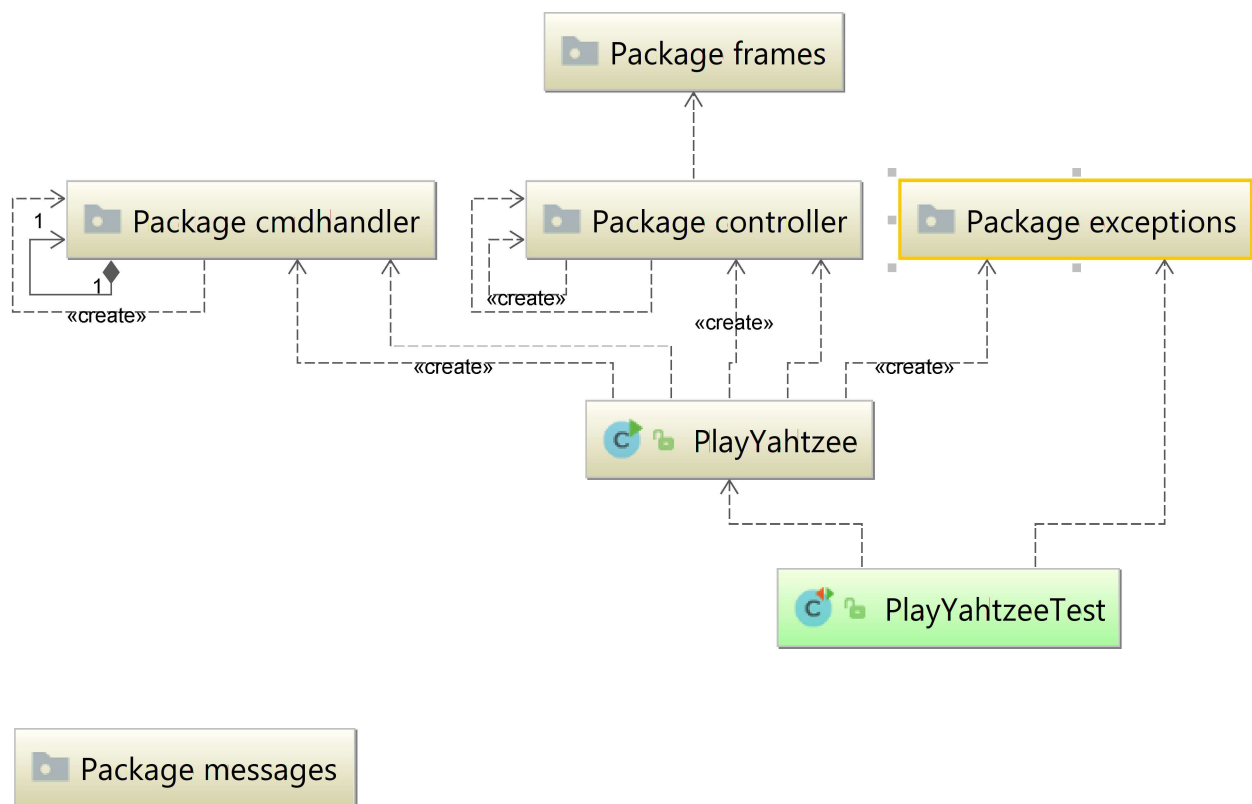 Package frames
Package cmdhandler
Package controller
Package exceptions
1
1
«create»
«create»
«create»
«create»
«create»
C PlayYahtzee
C PlayYahtzeeTest
Package messages